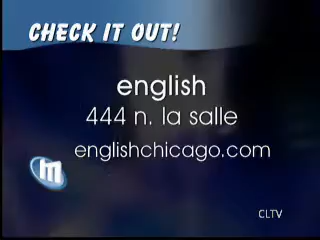 CHECK IT OUT!
english
444 n. la salle
englishchicago.com
m
CLTV